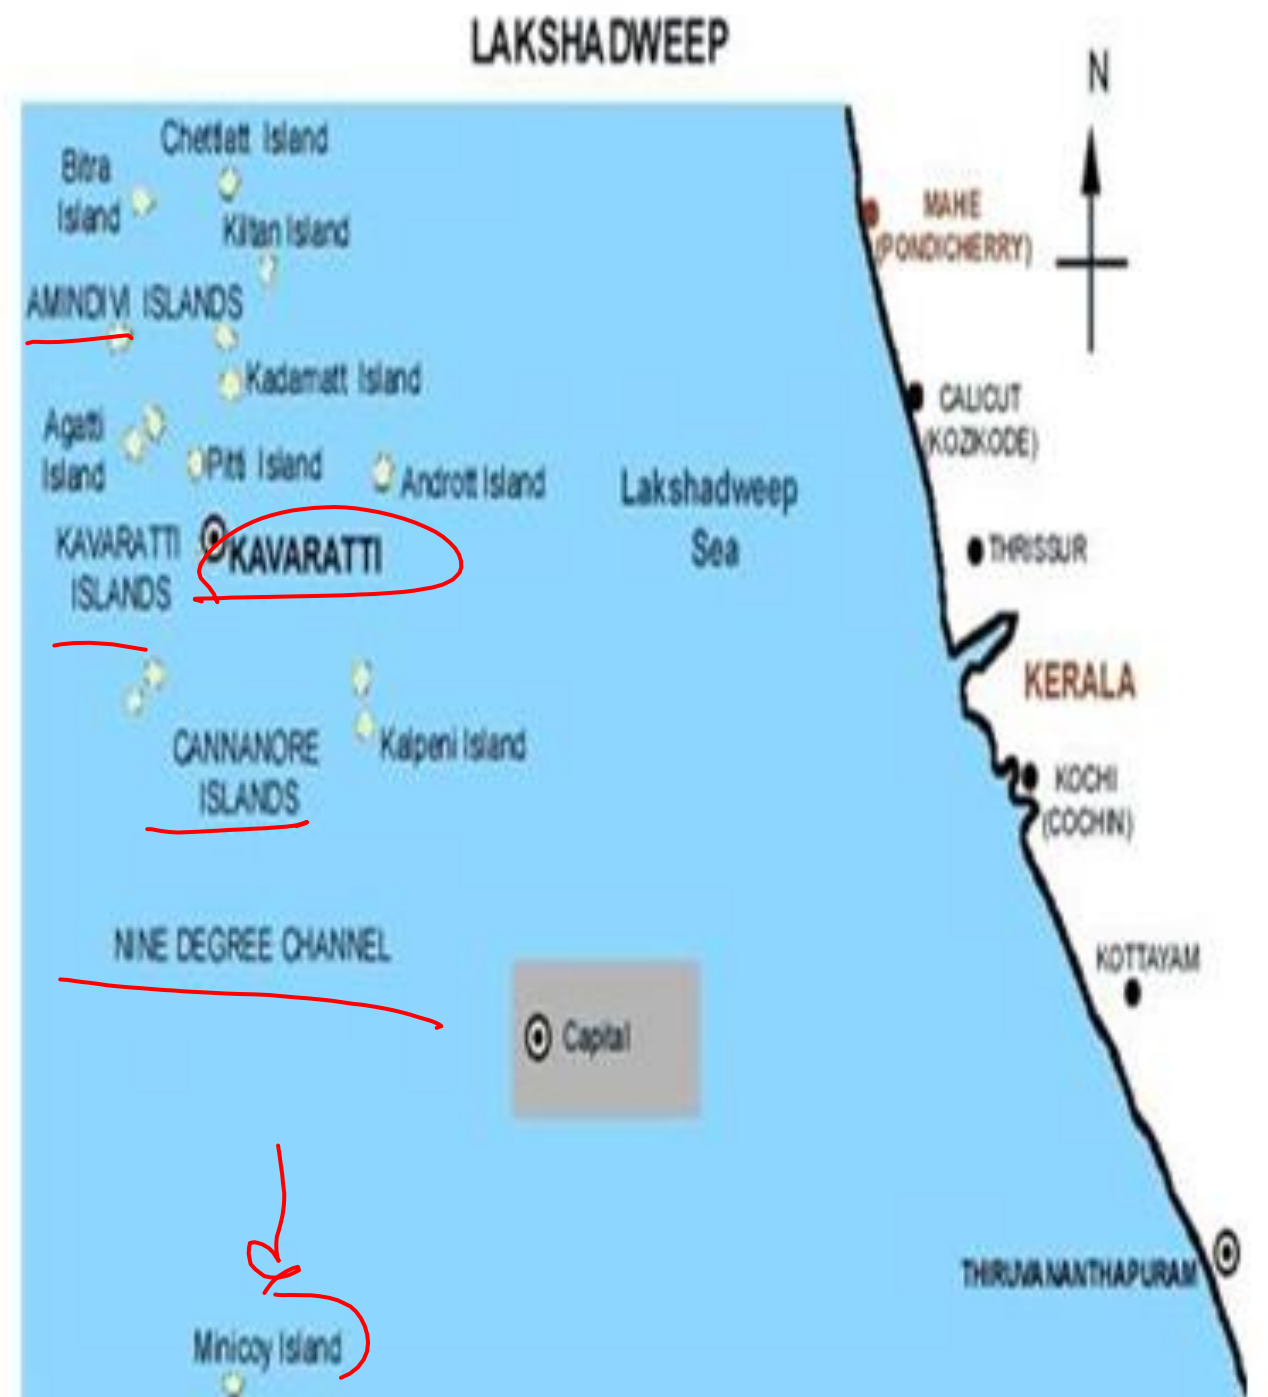 LAKSHADWEEP
N
Chettlatt Island
Bitra
Island
Kiltan Island
MAHE
(PONDICHERRY)
AMINDIVI ISLANDS
Kadamatt Island
CALICUT
(KOZIKODE)
Agatti
Island
Pitti Island
Andrott Island
Lakshadweep
Sea
KAVARATTI
ISLANDS
KAVARATTI
THRISSUR
KERALA
CANNANORE
ISLANDS
Kalpeni Island
KOCHI
(COCHIN)
NINE DEGREE CHANNEL
KOTTAYAM
Capital
THIRUVANANTHAPURAM
Minicoy Island